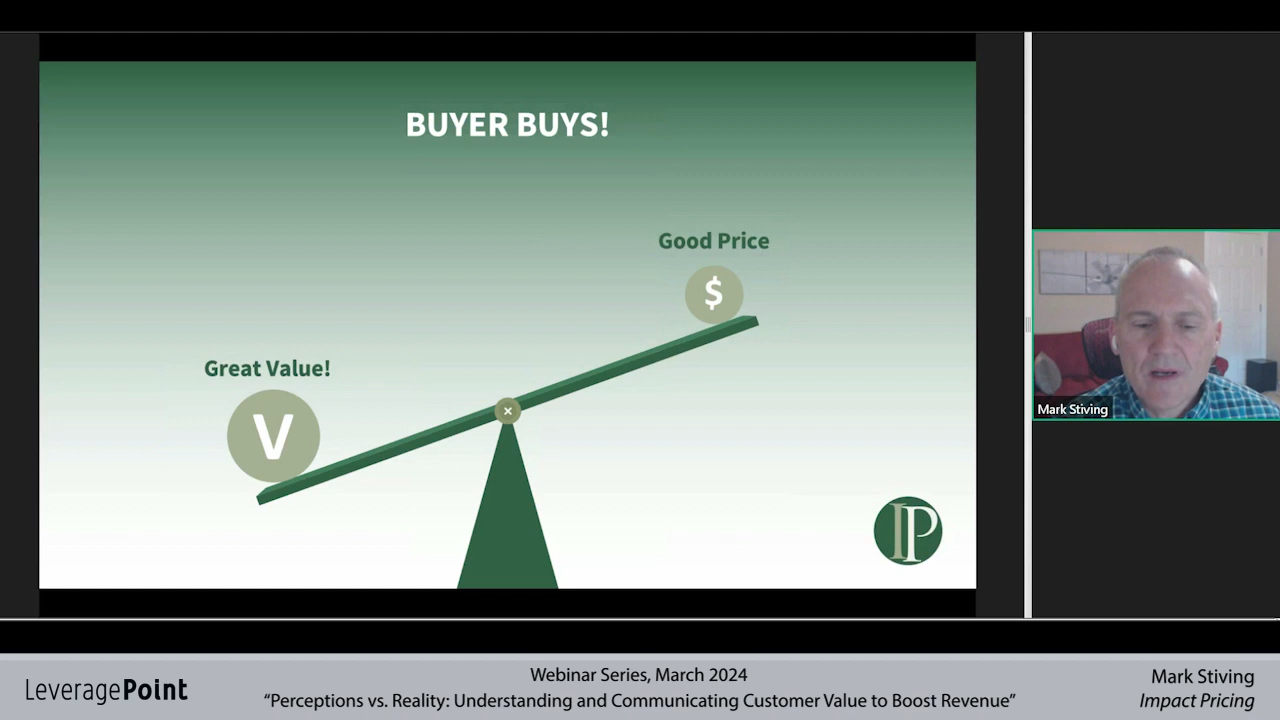 BUYER BUYS!
Good Price
$
Great Value!
V
×
IP
Mark Stiving
LeveragePoint
Webinar Series, March 2024
“Perceptions vs. Reality: Understanding and Communicating Customer Value to Boost Revenue”
Mark Stiving
Impact Pricing